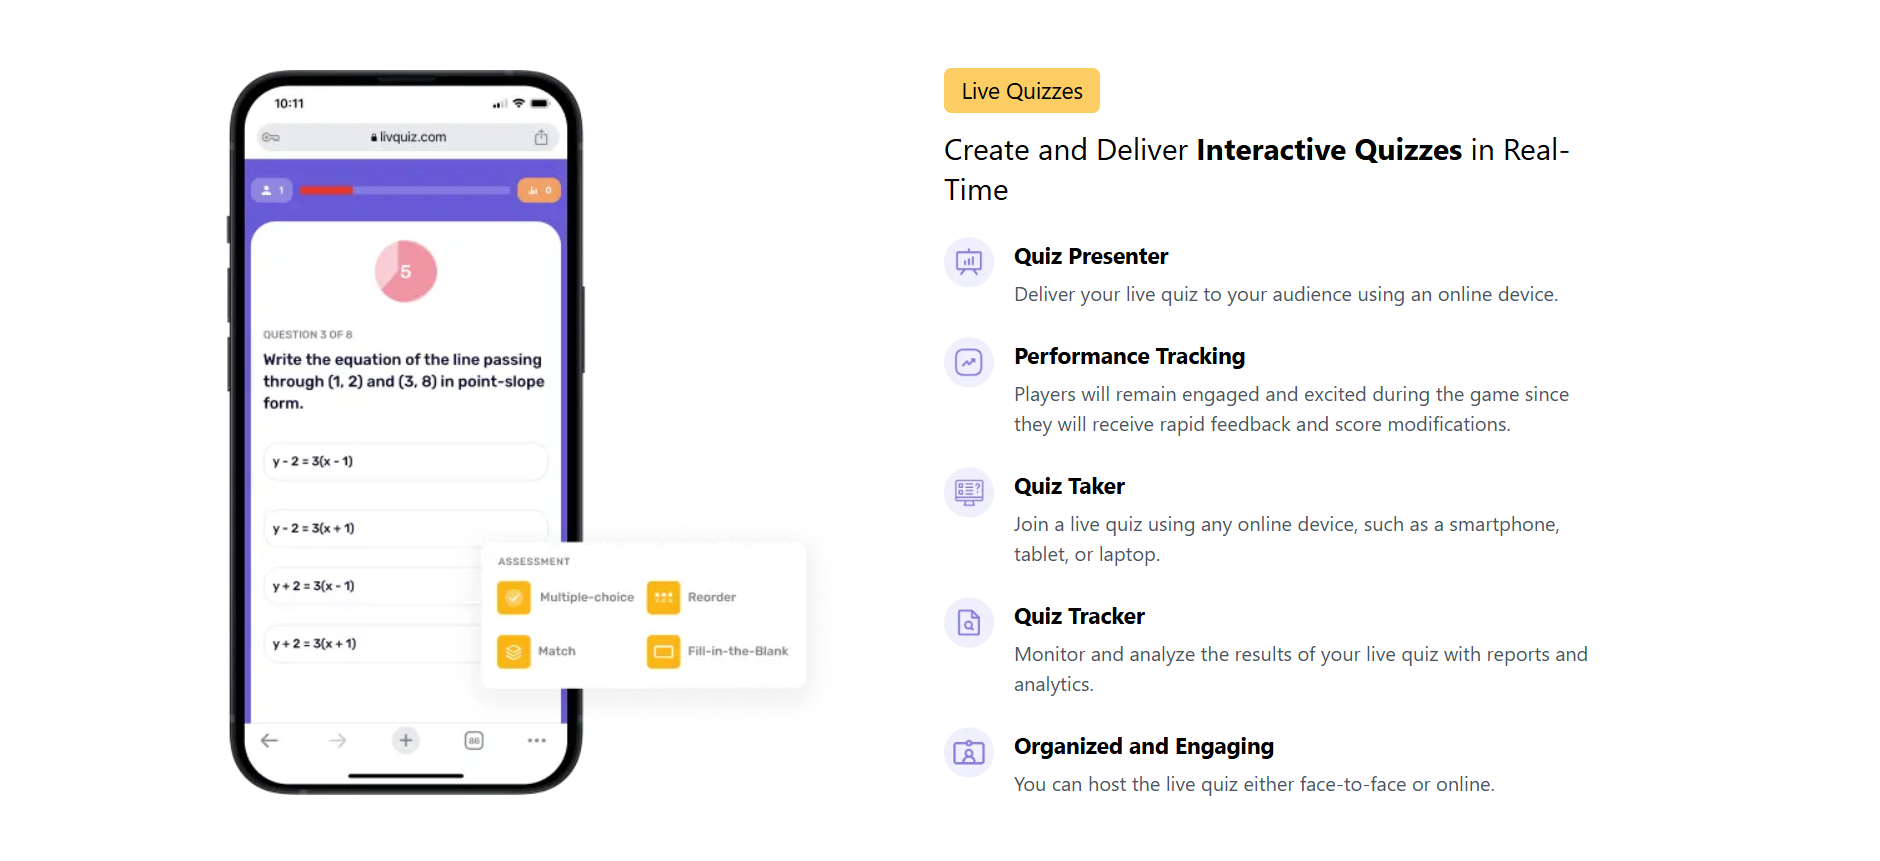 10:11
livquiz.com
1
0
5
QUESTION 3 OF 8
Write the equation of the line passing
through (1, 2) and (3, 8) in point-slope
form.
y - 2 = 3(x - 1)
y - 2 = 3(x + 1)
y + 2 = 3(x - 1)
y + 2 = 3(x + 1)
ASSESSMENT
Multiple-choice
Reorder
Match
Fill-in-the-Blank
86
Live Quizzes
Create and Deliver Interactive Quizzes in Real-
Time
Quiz Presenter
Deliver your live quiz to your audience using an online device.
Performance Tracking
Players will remain engaged and excited during the game since
they will receive rapid feedback and score modifications.
Quiz Taker
Join a live quiz using any online device, such as a smartphone,
tablet, or laptop.
Quiz Tracker
Monitor and analyze the results of your live quiz with reports and
analytics.
Organized and Engaging
You can host the live quiz either face-to-face or online.